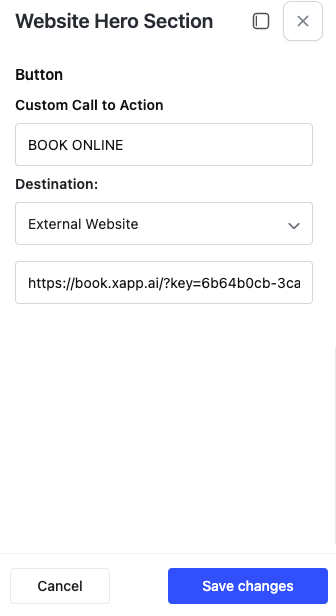 Website Hero Section
Button
Custom Call to Action
BOOK ONLINE
Destination:
External Website
https://book.xapp.ai/?key=6b64b0cb-3ca
Cancel
Save changes